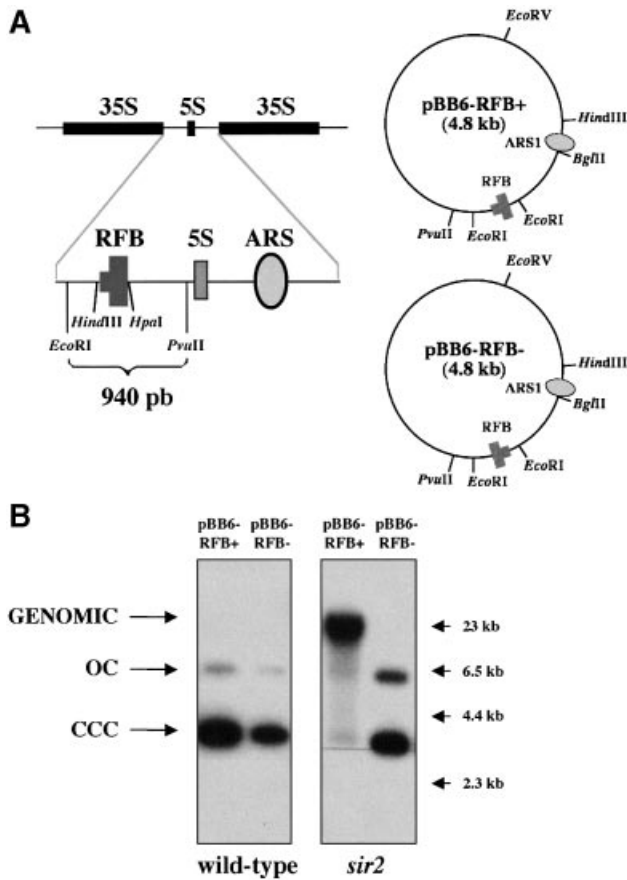 A
35S 5S 35S
RFB 5S ARS
HindIII HpaI
EcoRI PvuII
940 pb
EcoRV
pBB6-RFB+
(4.8 kb)
HindIII
ARS1
BglII
RFB
EcoRI
EcoRI
PvuII
EcoRV
pBB6-RFB-
(4.8 kb)
HindIII
ARS1
BglII
RFB
EcoRI
EcoRI
PvuII
B
pBB6- pBB6- pBB6- pBB6-
RFB+ RFB- RFB+ RFB-
GENOMIC
23 kb
OC
6.5 kb
4.4 kb
CCC
2.3 kb
wild-type sir2